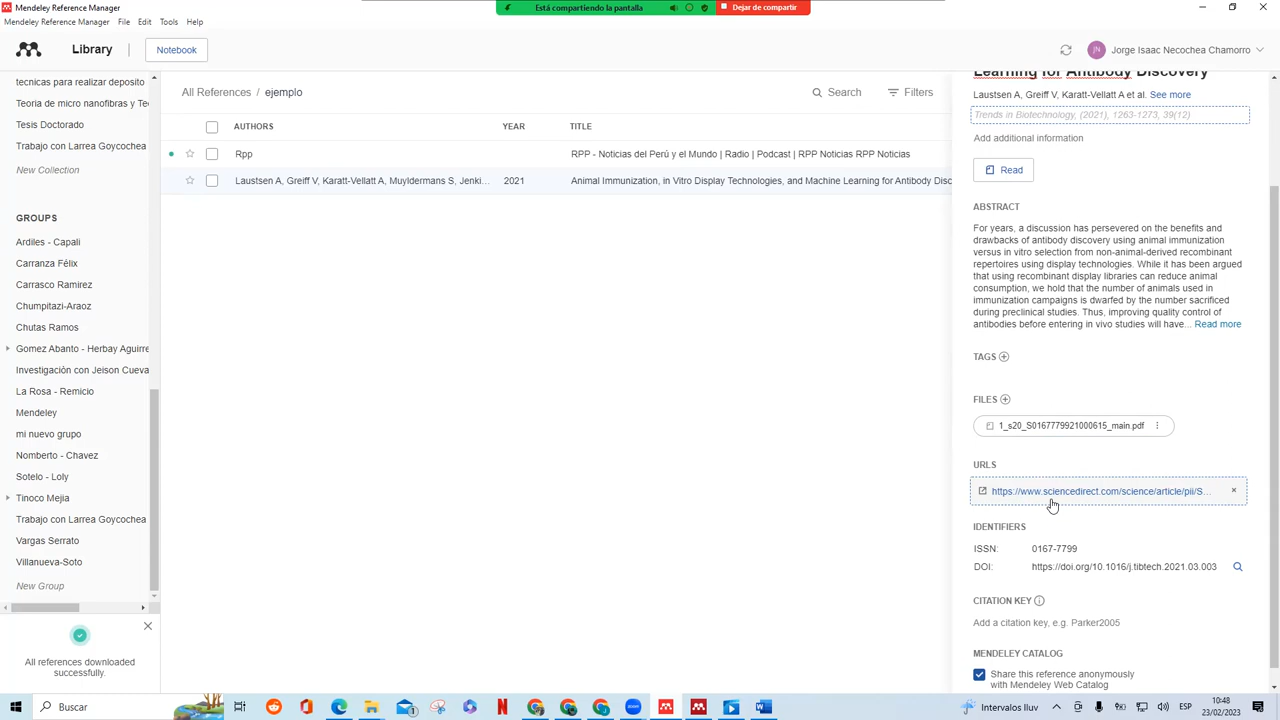 Mendeley Reference Manager
Está compartiendo la pantalla
Dejar de compartir
Mendeley Reference Manager File Edit Tools Help
Library
Notebook
JN
Jorge Isaac Necochea Chamorro
tecnicas para realizar deposito
Teoria de micro nanofibras y Te
Tesis Doctorado
Trabajo con Larrea Goycochea
New Collection
GROUPS
Ardiles - Capali
Carranza Félix
Carrasco Ramirez
Chumpitazi-Araoz
Chutas Ramos
Gomez Abanto - Herbay Aguirre
Investigación con Jeison Cueva
La Rosa - Remicio
Mendeley
mi nuevo grupo
Nomberto - Chavez
Sotelo - Loly
Tinoco Mejia
Trabajo con Larrea Goycochea
Vargas Serrato
Villanueva-Soto
New Group
All references downloaded
successfully.
All References / ejemplo
Search
Filters
AUTHORS YEAR TITLE
Rpp RPP - Noticias del Perú y el Mundo | Radio | Podcast | RPP Noticias RPP Noticias
Laustsen A, Greiff V, Karatt-Vellatt A, Muyldermans S, Jenki... 2021 Animal Immunization, in Vitro Display Technologies, and Machine Learning for Antibody Disc
Learning for Antibody Discovery
Laustsen A, Greiff V, Karatt-Vellatt A et al. See more
Trends in Biotechnology, (2021), 1263-1273, 39(12)
Add additional information
Read
ABSTRACT
For years, a discussion has persevered on the benefits and
drawbacks of antibody discovery using animal immunization
versus in vitro selection from non-animal-derived recombinant
repertoires using display technologies. While it has been argued
that using recombinant display libraries can reduce animal
consumption, we hold that the number of animals used in
immunization campaigns is dwarfed by the number sacrificed
during preclinical studies. Thus, improving quality control of
antibodies before entering in vivo studies will have... Read more
TAGS
FILES
1_s20_S0167779921000615_main.pdf
URLS
https://www.sciencedirect.com/science/article/pii/S...
IDENTIFIERS
ISSN: 0167-7799
DOI: https://doi.org/10.1016/j.tibtech.2021.03.003
CITATION KEY
Add a citation key, e.g. Parker2005
MENDELEY CATALOG
Share this reference anonymously
with Mendeley Web Catalog
Buscar
Intervalos lluv
ESP
10:48
23/02/2023